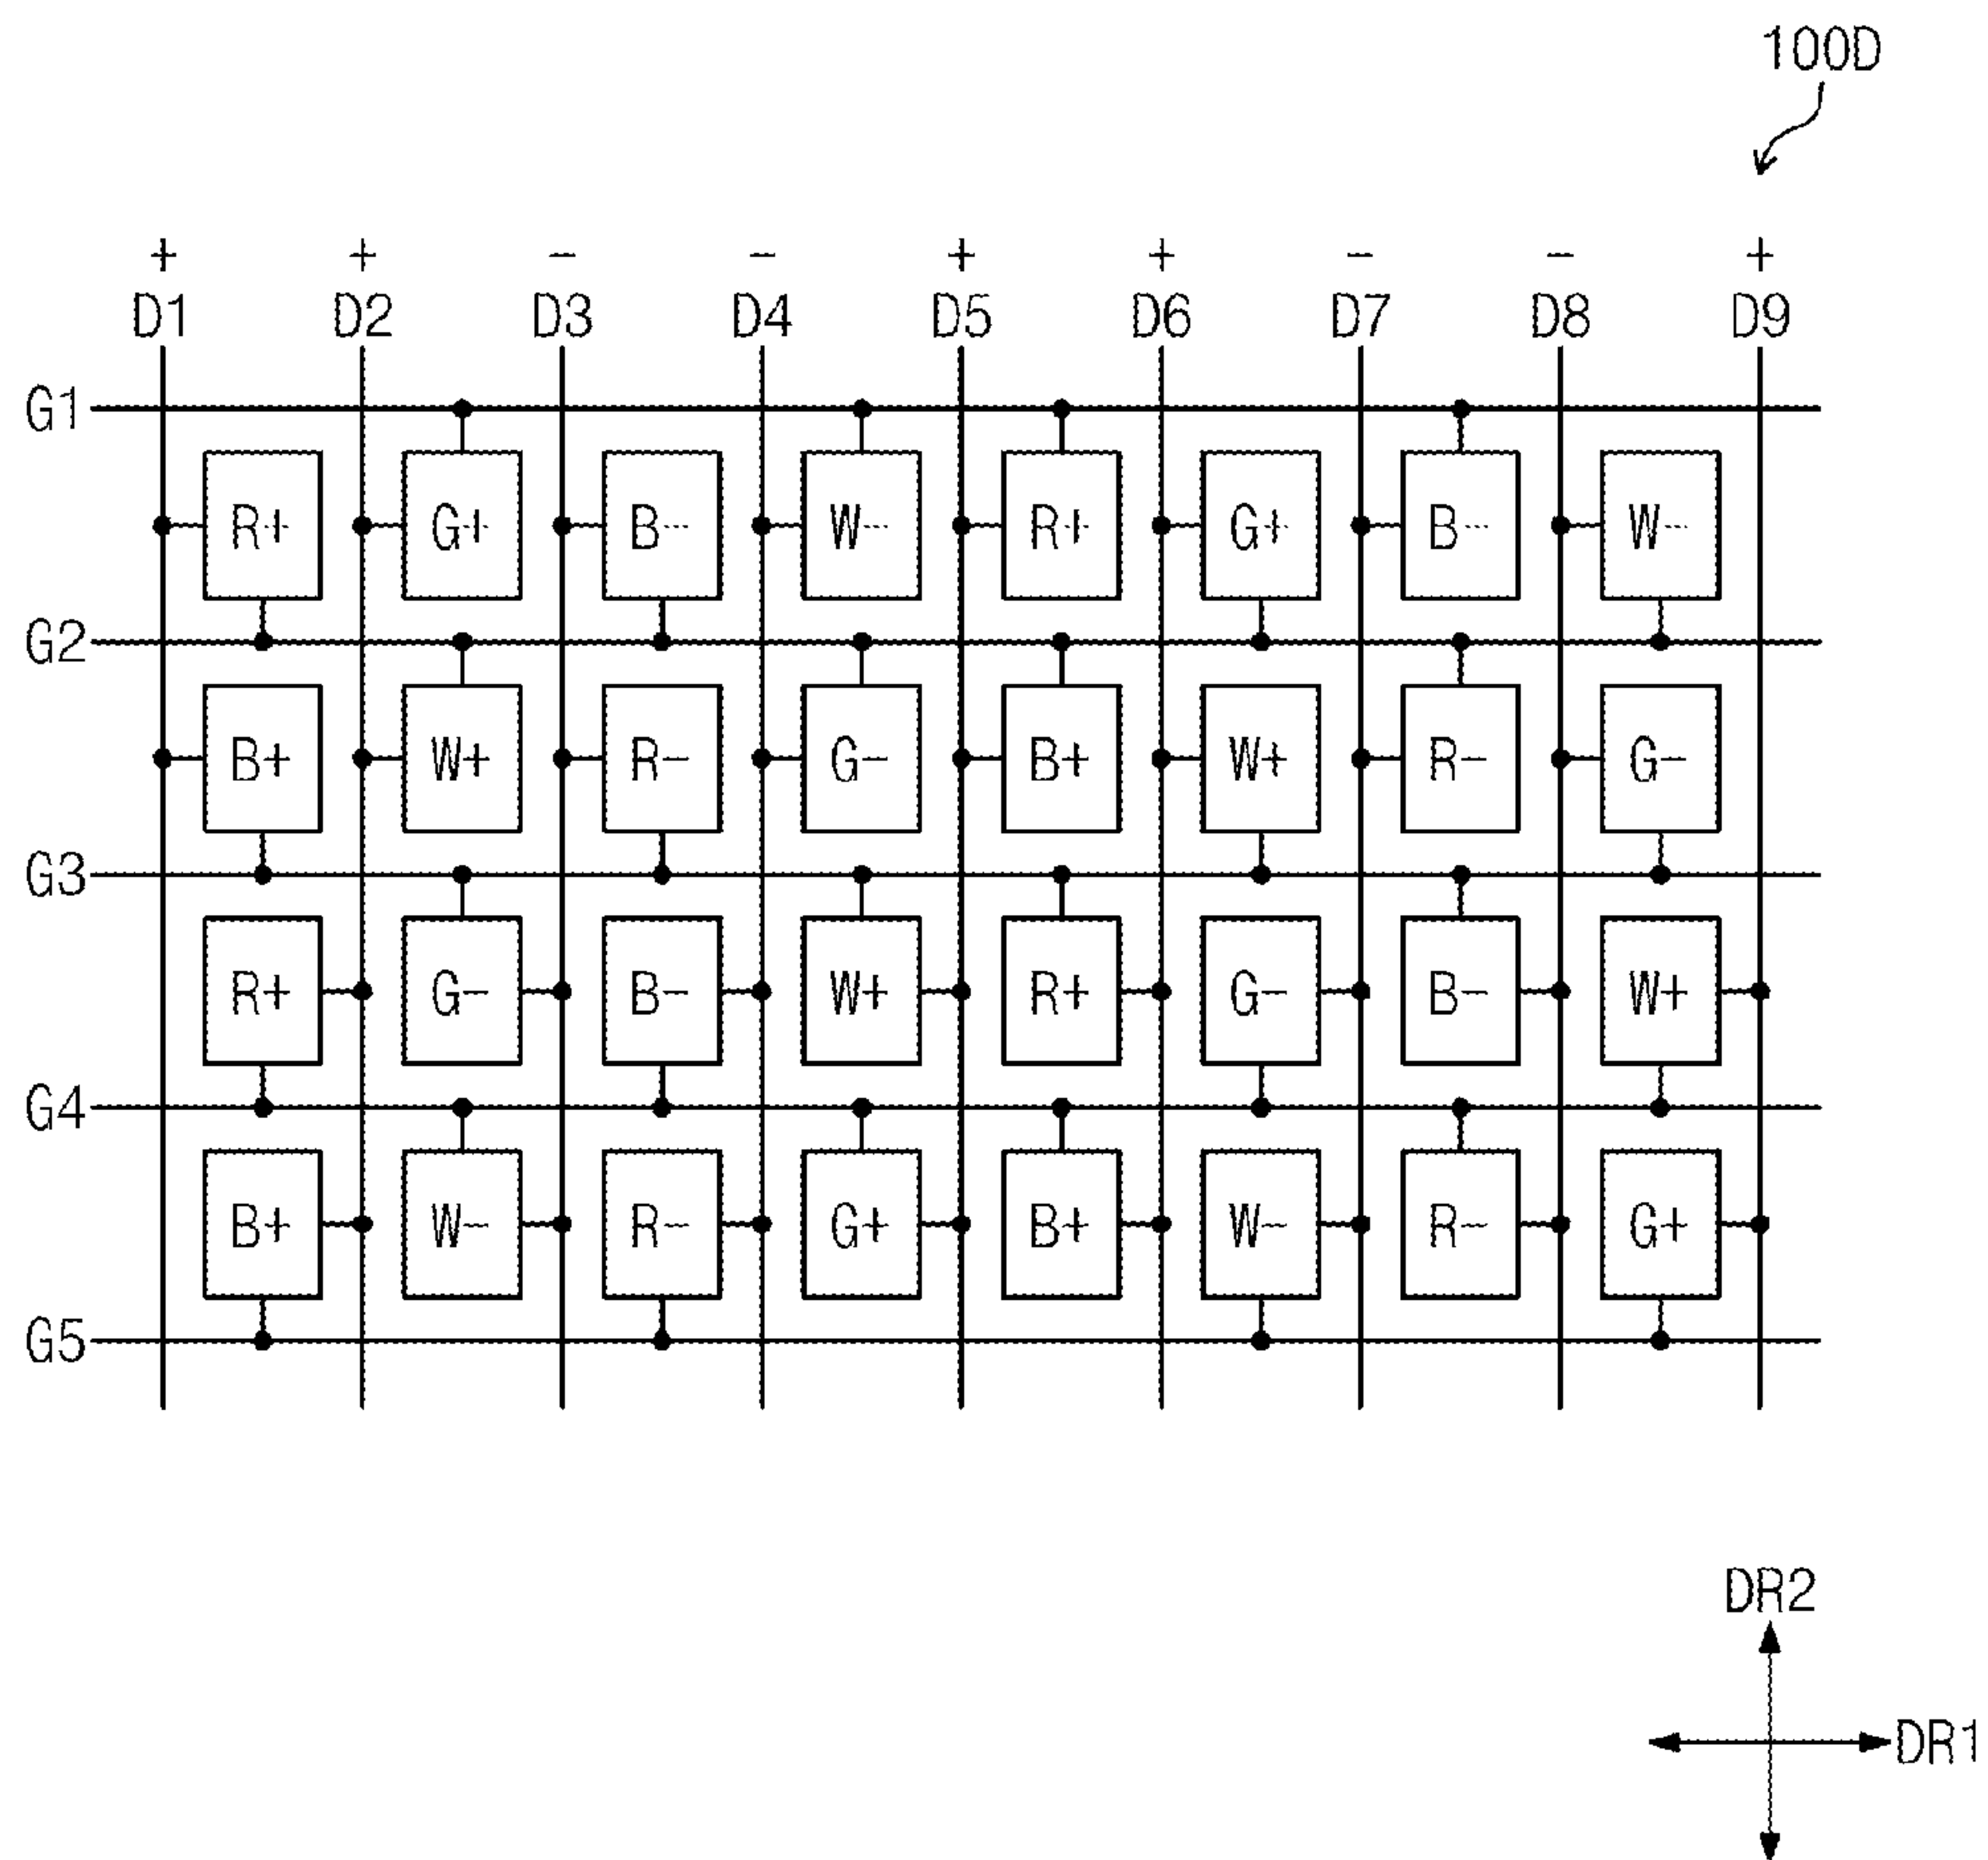 100D
+ + - - + + - - +
D1 D2 D3 D4 D5 D6 D7 D8 D9
G1
R+ G+ B- W- R+ G+ B- W-
G2
B+ W+ R- G- B+ W+ R- G-
G3
R+ G- B- W+ R+ G- B- W+
G4
B+ W- R- G+ B+ W- R- G+
G5
DR2
DR1